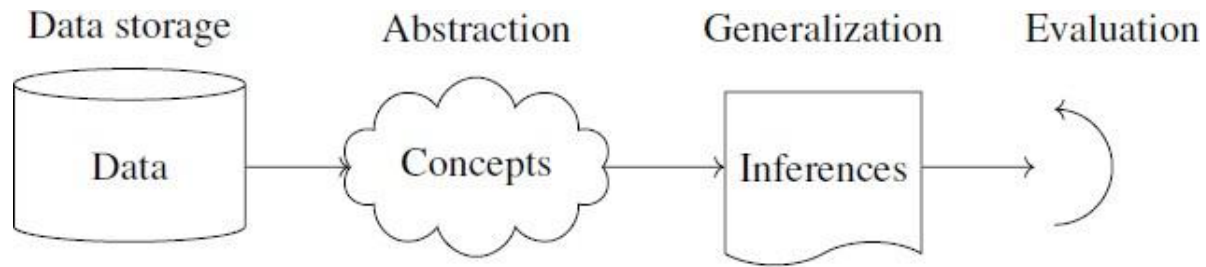 Data storage
Abstraction
Generalization
Evaluation
Data
Concepts
Inferences